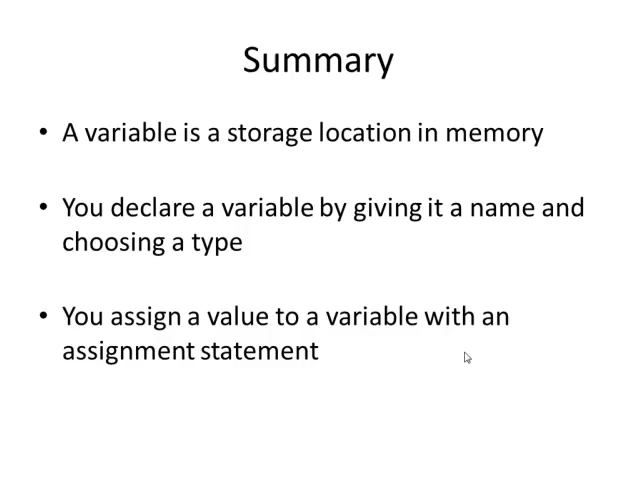 Summary
• A variable is a storage location in memory
• You declare a variable by giving it a name and
choosing a type
• You assign a value to a variable with an
assignment statement